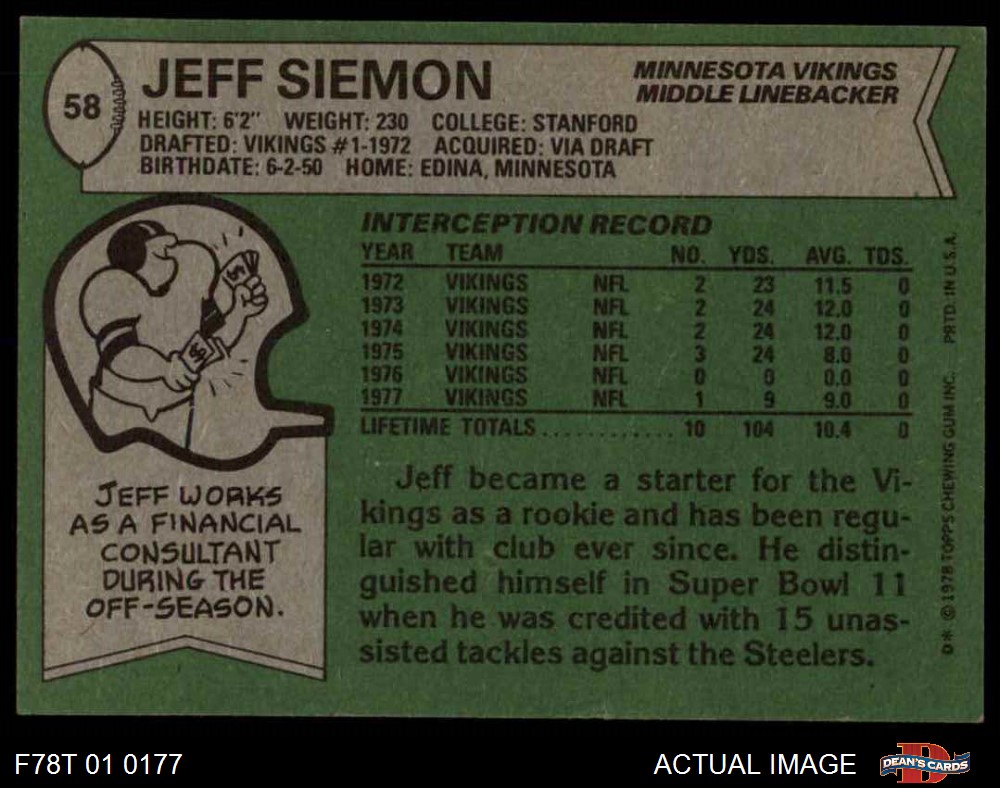 58
JEFF SIEMON
MINNESOTA VIKINGS
MIDDLE LINEBACKER
HEIGHT: 6'2" WEIGHT: 230 COLLEGE: STANFORD
DRAFTED: VIKINGS #1-1972 ACQUIRED: VIA DRAFT
BIRTHDATE: 6-2-50 HOME: EDINA, MINNESOTA
INTERCEPTION RECORD
YEAR TEAM NO. YDS. AVG. TDS.
1972 VIKINGS NFL 2 23 11.5 0
1973 VIKINGS NFL 2 24 12.0 0
1974 VIKINGS NFL 2 24 12.0 0
1975 VIKINGS NFL 3 24 8.0 0
1976 VIKINGS NFL 0 0 0.0 0
1977 VIKINGS NFL 1 9 9.0 0
LIFETIME TOTALS............. 10 104 10.4 0
$
$
JEFF WORKS
AS A FINANCIAL
CONSULTANT
DURING THE
OFF-SEASON.
Jeff became a starter for the Vi-
kings as a rookie and has been regu-
lar with club ever since. He distin-
guished himself in Super Bowl 11
when he was credited with 15 unas-
sisted tackles against the Steelers.
D* © 1978 TOPPS CHEWING GUM INC. PRTD. IN U.S.A.
F78T 01 0177
ACTUAL IMAGE
D
DEAN'S CARDS